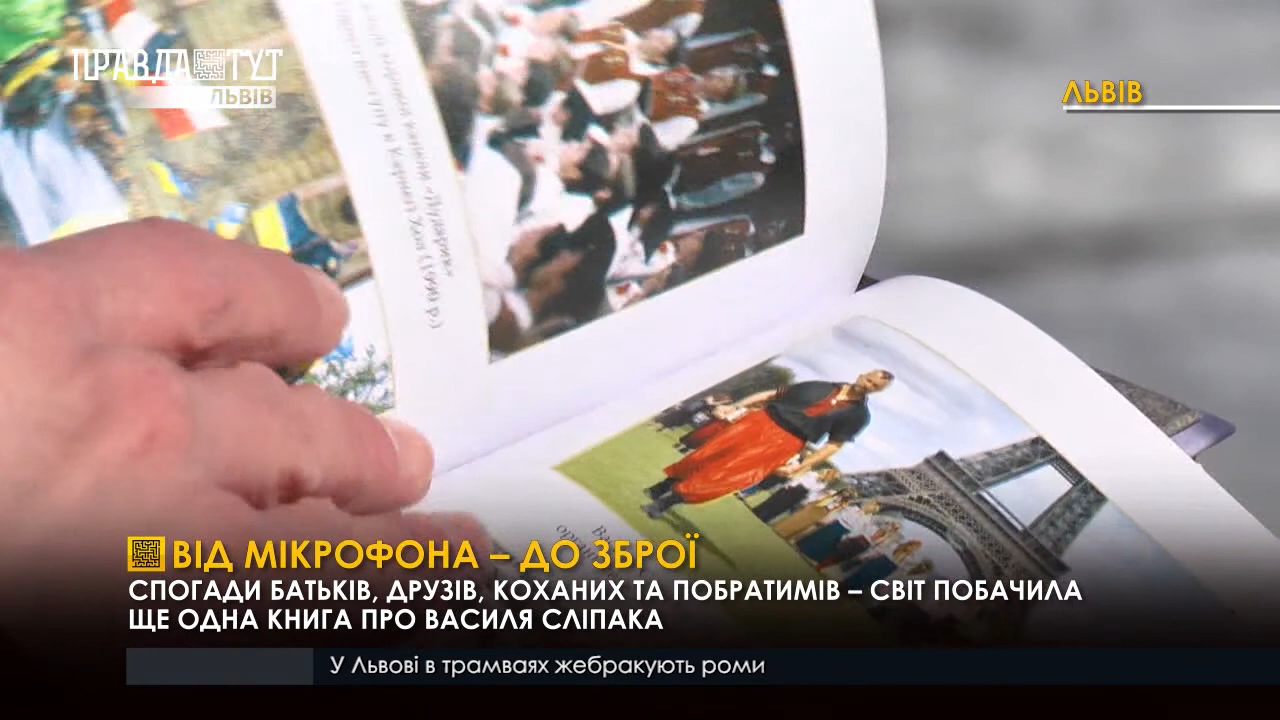 ПРАВДА ТУТ
ЛЬВІВ
ЛЬВІВ
(1990 р.)
ВІД МІКРОФОНА – ДО ЗБРОЇ
СПОГАДИ БАТЬКІВ, ДРУЗІВ, КОХАНИХ ТА ПОБРАТИМІВ – СВІТ ПОБАЧИЛА
ЩЕ ОДНА КНИГА ПРО ВАСИЛЯ СЛІПАКА
У Львові в трамваях жебракують роми